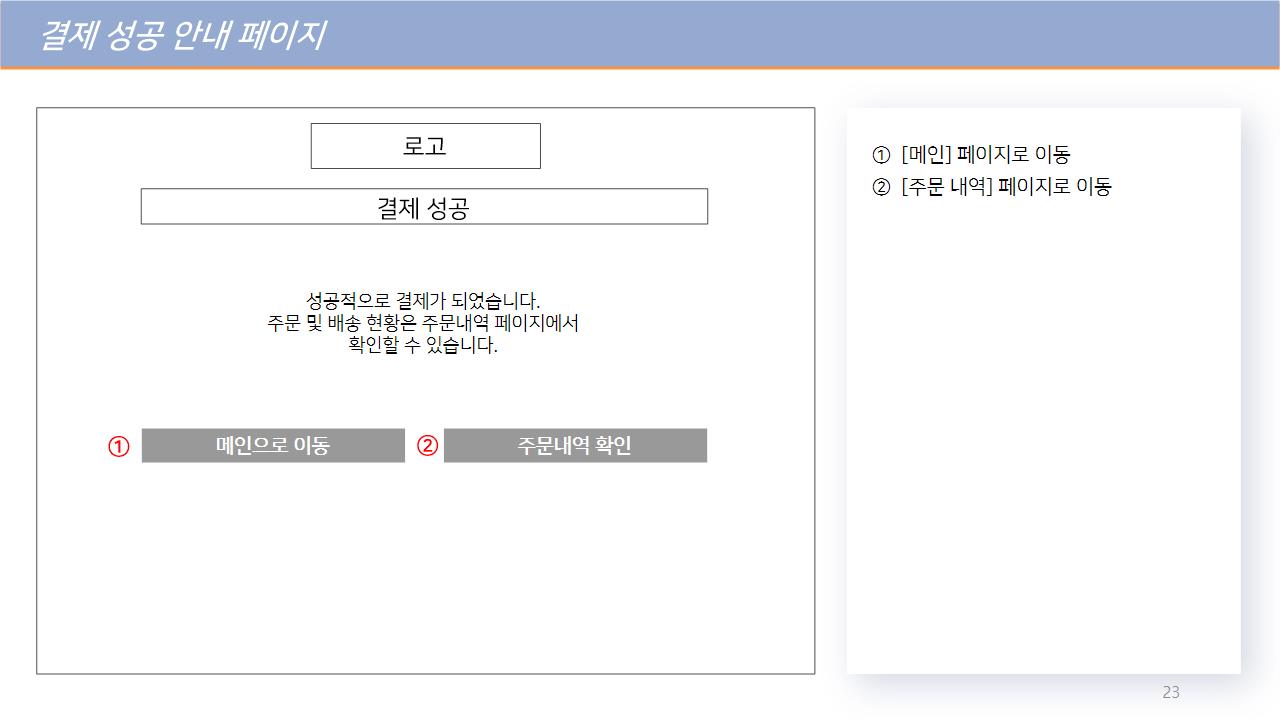 결제 성공 안내 페이지
로고
결제 성공
성공적으로 결제가 되었습니다.
주문 및 배송 현황은 주문내역 페이지에서
확인할 수 있습니다.
① 메인으로 이동 ② 주문내역 확인
① [메인] 페이지로 이동
② [주문 내역] 페이지로 이동
23